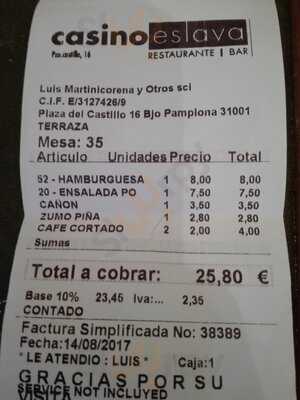 casino eslava
Pza.castillo, 16 RESTAURANTE | BAR
Luis Martinicorena y Otros sci
C.I.F. E/3127426/9
Plaza del Castillo 16 Bjo Pamplona 31001
TERRAZA
Mesa: 35
Articulo Unidades Precio Total
52 - HAMBURGUESA 1 8,00 8,00
20 - ENSALADA PO 1 7,50 7,50
CAÑON 1 3,50 3,50
ZUMO PIÑA 1 2,80 2,80
CAFE CORTADO 2 2,00 4,00
Sumas
Total a cobrar: 25,80 €
Base 10% 23,45 Iva:... 2,35
CONTADO
Factura Simplificada No: 38389
Fecha:14/08/2017
* LE ATENDIO : LUIS * Caja:1
GRACIAS POR SU
VISITA
SERVICE NOT INCLUYED